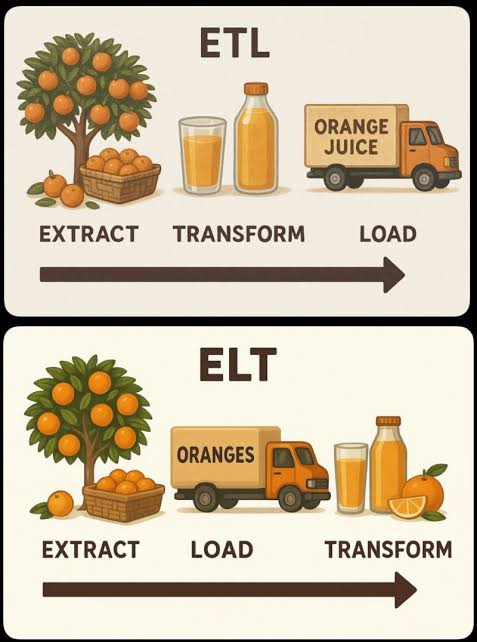 ETL
ORANGE
JUICE
EXTRACT TRANSFORM LOAD
ELT
ORANGES
EXTRACT LOAD TRANSFORM